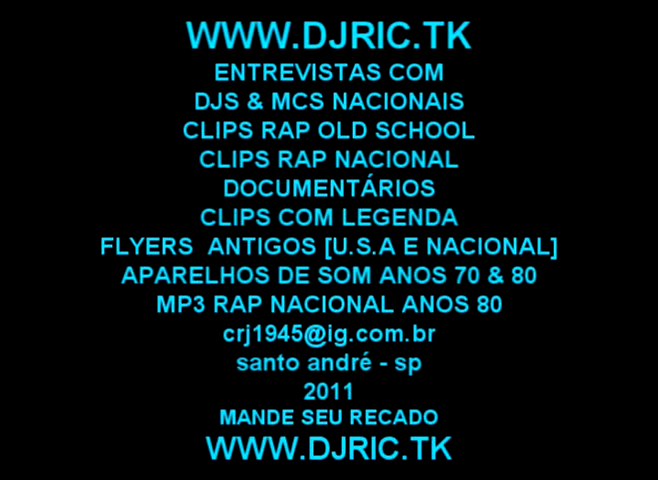 WWW.DJRIC.TK
ENTREVISTAS COM
DJS & MCS NACIONAIS
CLIPS RAP OLD SCHOOL
CLIPS RAP NACIONAL
DOCUMENTÁRIOS
CLIPS COM LEGENDA
FLYERS  ANTIGOS [U.S.A E NACIONAL]
APARELHOS DE SOM ANOS 70 & 80
MP3 RAP NACIONAL ANOS 80
crj1945@ig.com.br
santo andré - sp
2011
MANDE SEU RECADO
WWW.DJRIC.TK